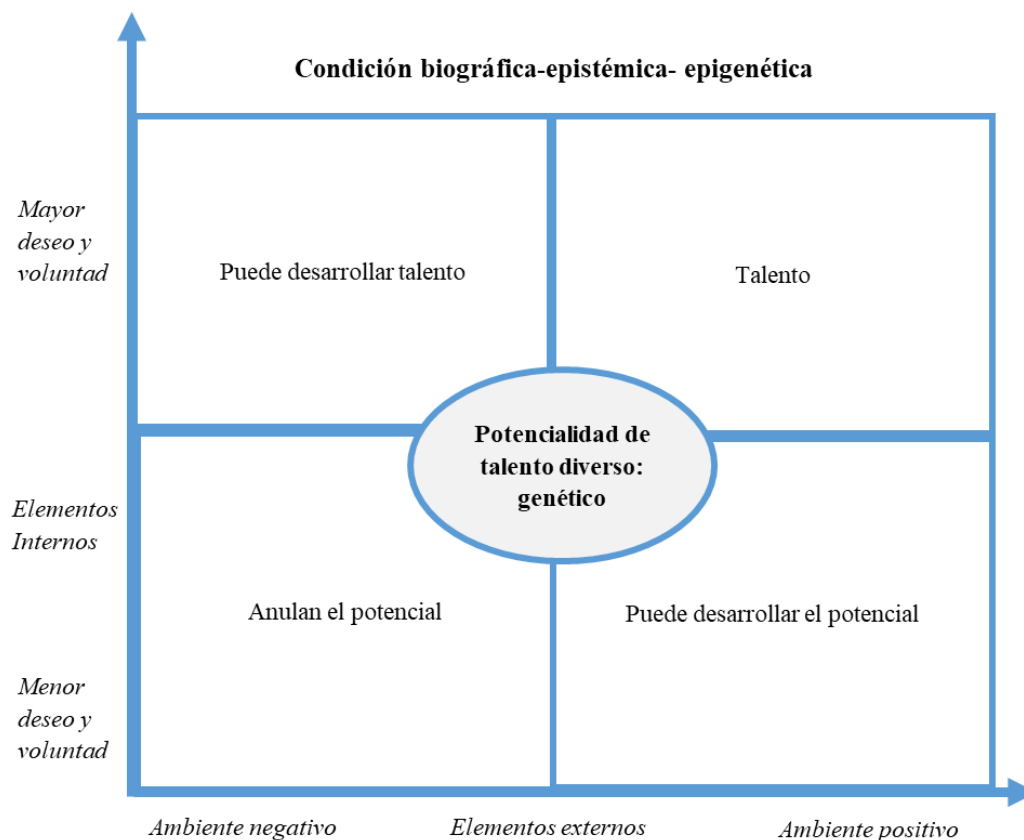 Condición biográfica-epistémica- epigenética
Mayor
deseo y
voluntad
Puede desarrollar talento
Talento
Potencialidad de
talento diverso:
genético
Elementos
Internos
Anulan el potencial
Puede desarrollar el potencial
Menor
deseo y
voluntad
Ambiente negativo
Elementos externos
Ambiente positivo